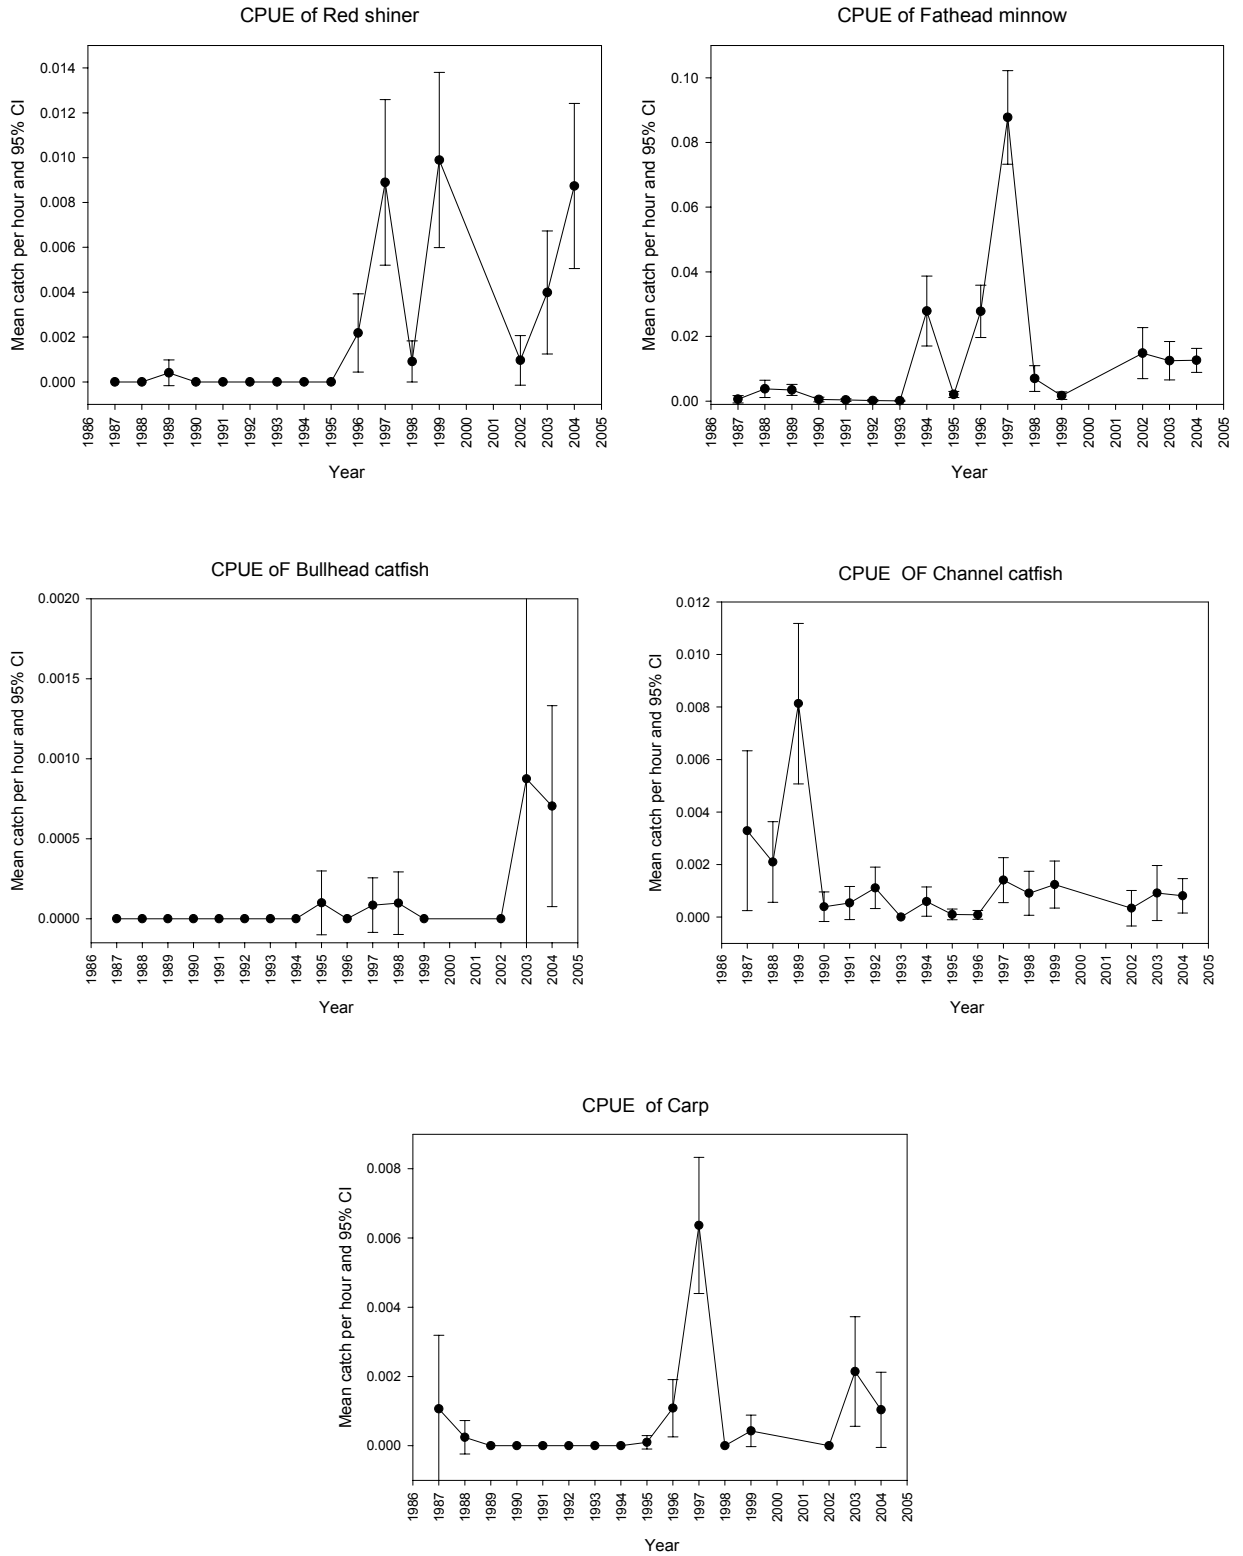 CPUE of Red shiner
Mean catch per hour and 95% CI
0.014
0.012
0.010
0.008
0.006
0.004
0.002
0.000
1986 1987 1988 1989 1990 1991 1992 1993 1994 1995 1996 1997 1998 1999 2000 2001 2002 2003 2004 2005
Year
CPUE of Fathead minnow
Mean catch per hour and 95% CI
0.10
0.08
0.06
0.04
0.02
0.00
1986 1987 1988 1989 1990 1991 1992 1993 1994 1995 1996 1997 1998 1999 2000 2001 2002 2003 2004 2005
Year
CPUE oF Bullhead catfish
Mean catch per hour and 95% CI
0.0020
0.0015
0.0010
0.0005
0.0000
1986 1987 1988 1989 1990 1991 1992 1993 1994 1995 1996 1997 1998 1999 2000 2001 2002 2003 2004 2005
Year
CPUE OF Channel catfish
Mean catch per hour and 95% CI
0.012
0.010
0.008
0.006
0.004
0.002
0.000
1986 1987 1988 1989 1990 1991 1992 1993 1994 1995 1996 1997 1998 1999 2000 2001 2002 2003 2004 2005
Year
CPUE of Carp
Mean catch per hour and 95% CI
0.008
0.006
0.004
0.002
0.000
1986 1987 1988 1989 1990 1991 1992 1993 1994 1995 1996 1997 1998 1999 2000 2001 2002 2003 2004 2005
Year